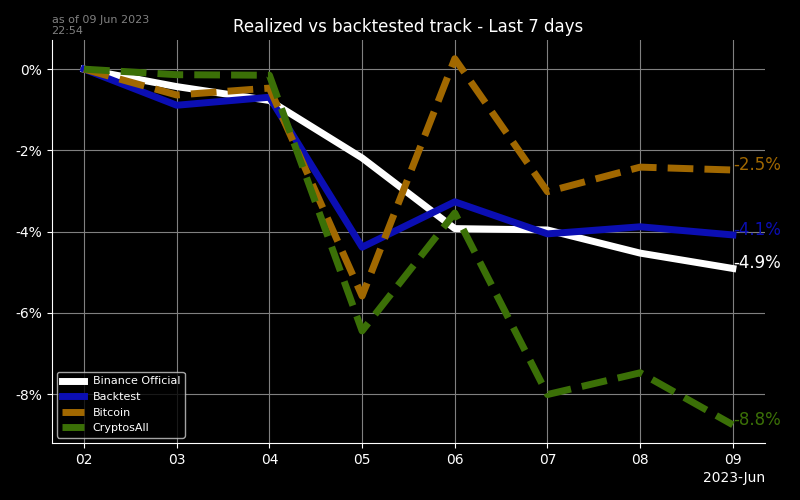 as of 09 Jun 2023
22:54
Realized vs backtested track - Last 7 days
0%
-2%
-4%
-6%
-8%
-2.5%
-4.1%
-4.9%
-8.8%
Binance Official
Backtest
Bitcoin
CryptosAll
02 03 04 05 06 07 08 09
2023-Jun